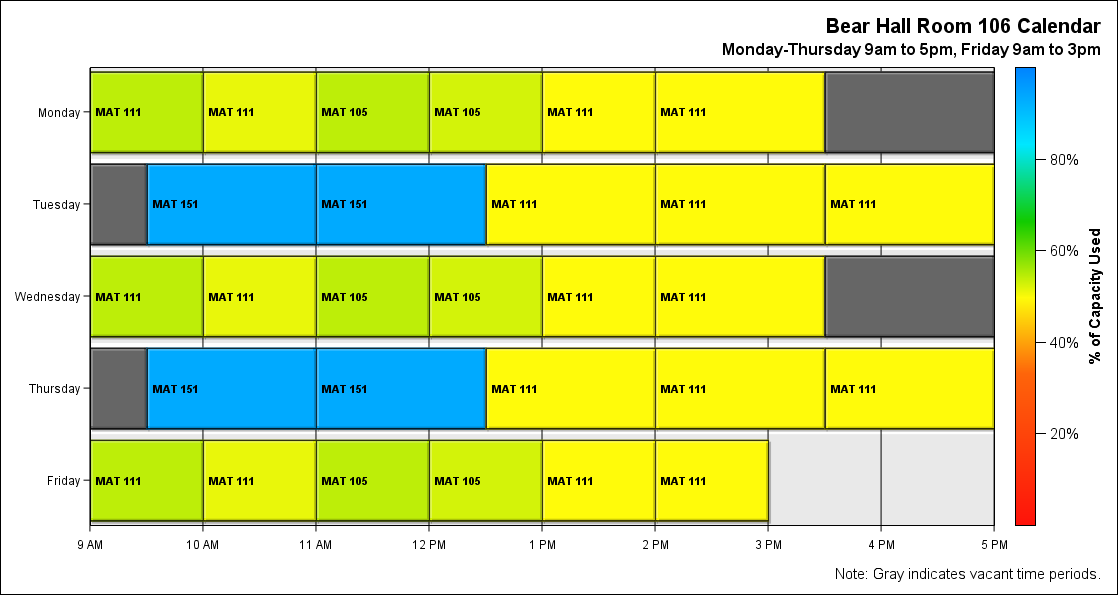 Bear Hall Room 106 Calendar
Monday-Thursday 9am to 5pm, Friday 9am to 3pm
Monday MAT 111 MAT 111 MAT 105 MAT 105 MAT 111 MAT 111
Tuesday MAT 151 MAT 151 MAT 111 MAT 111 MAT 111
Wednesday MAT 111 MAT 111 MAT 105 MAT 105 MAT 111 MAT 111
Thursday MAT 151 MAT 151 MAT 111 MAT 111 MAT 111
Friday MAT 111 MAT 111 MAT 105 MAT 105 MAT 111 MAT 111
9 AM 10 AM 11 AM 12 PM 1 PM 2 PM 3 PM 4 PM 5 PM
80%
60%
40%
20%
% of Capacity Used
Note: Gray indicates vacant time periods.